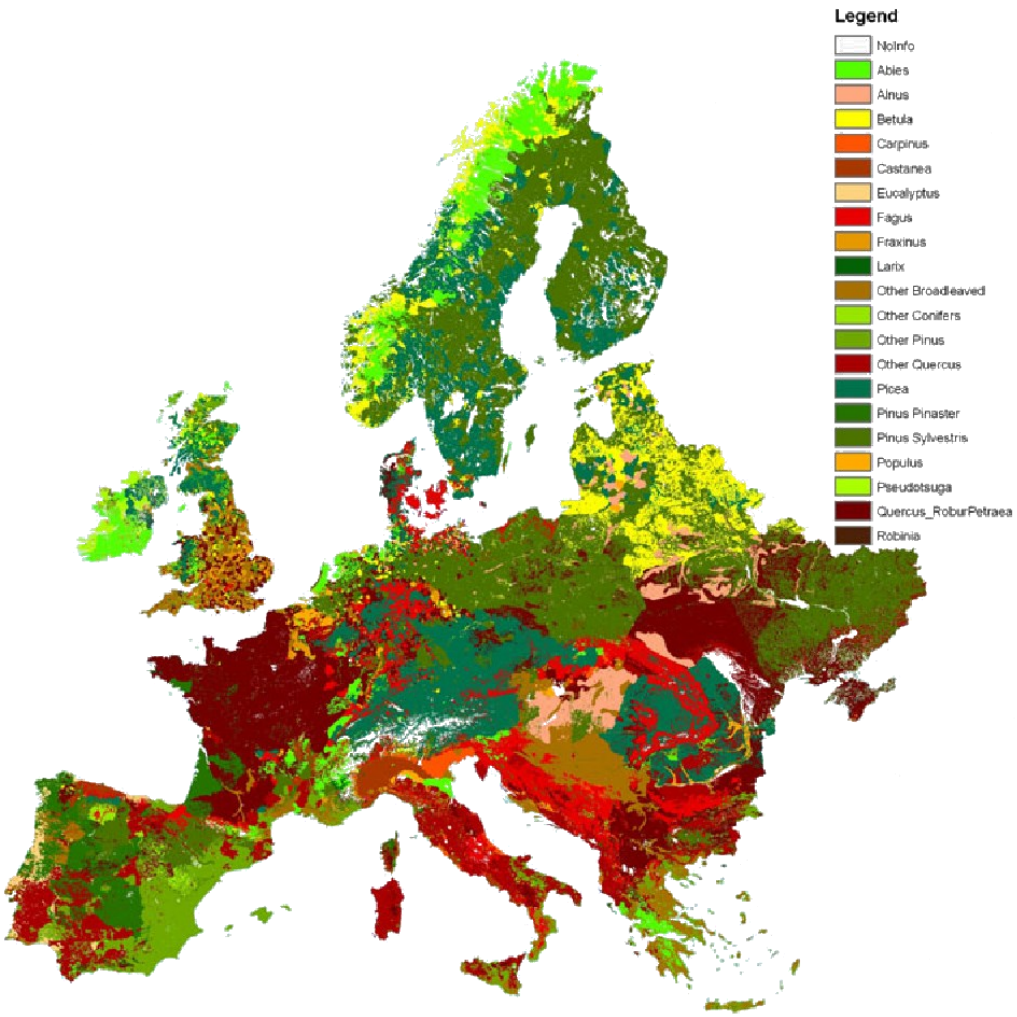 Legend
NoInfo
Abies
Alnus
Betula
Carpinus
Castanea
Eucalyptus
Fagus
Fraxinus
Larix
Other Broadleaved
Other Conifers
Other Pinus
Other Quercus
Picea
Pinus Pinaster
Pinus Sylvestris
Populus
Pseudotsuga
Quercus_RoburPetraea
Robinia